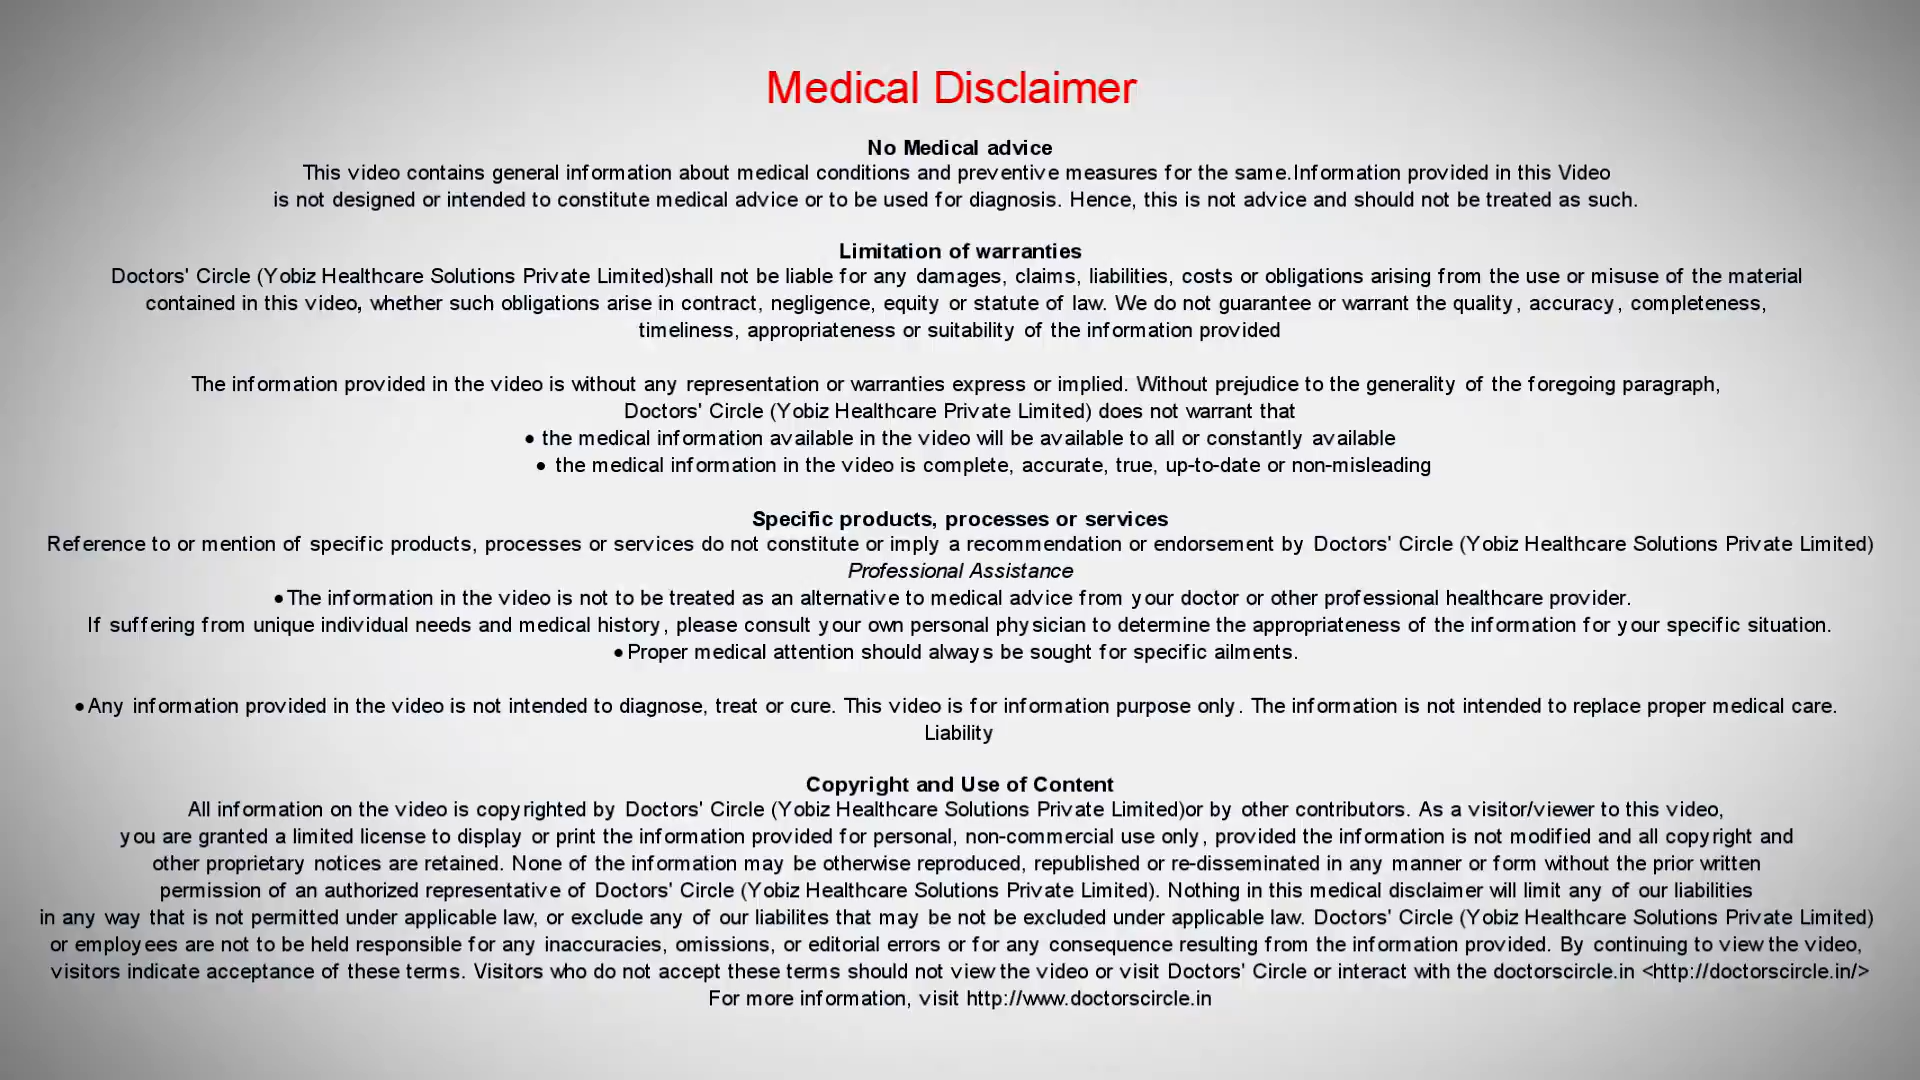 Medical Disclaimer
No Medical advice
This video contains general information about medical conditions and preventive measures for the same.Information provided in this Video
is not designed or intended to constitute medical advice or to be used for diagnosis. Hence, this is not advice and should not be treated as such.
Limitation of warranties
Doctors' Circle (Yobiz Healthcare Solutions Private Limited)shall not be liable for any damages, claims, liabilities, costs or obligations arising from the use or misuse of the material
contained in this video, whether such obligations arise in contract, negligence, equity or statute of law. We do not guarantee or warrant the quality, accuracy, completeness,
timeliness, appropriateness or suitability of the information provided
The information provided in the video is without any representation or warranties express or implied. Without prejudice to the generality of the foregoing paragraph,
Doctors' Circle (Yobiz Healthcare Private Limited) does not warrant that
• the medical information available in the video will be available to all or constantly available
• the medical information in the video is complete, accurate, true, up-to-date or non-misleading
Specific products, processes or services
Reference to or mention of specific products, processes or services do not constitute or imply a recommendation or endorsement by Doctors' Circle (Yobiz Healthcare Solutions Private Limited)
Professional Assistance
•The information in the video is not to be treated as an alternative to medical advice from your doctor or other professional healthcare provider.
If suffering from unique individual needs and medical history, please consult your own personal physician to determine the appropriateness of the information for your specific situation.
•Proper medical attention should always be sought for specific ailments.
•Any information provided in the video is not intended to diagnose, treat or cure. This video is for information purpose only. The information is not intended to replace proper medical care.
Liability
Copyright and Use of Content
All information on the video is copyrighted by Doctors' Circle (Yobiz Healthcare Solutions Private Limited)or by other contributors. As a visitor/viewer to this video,
you are granted a limited license to display or print the information provided for personal, non-commercial use only, provided the information is not modified and all copyright and
other proprietary notices are retained. None of the information may be otherwise reproduced, republished or re-disseminated in any manner or form without the prior written
permission of an authorized representative of Doctors' Circle (Yobiz Healthcare Solutions Private Limited). Nothing in this medical disclaimer will limit any of our liabilities
in any way that is not permitted under applicable law, or exclude any of our liabilites that may be not be excluded under applicable law. Doctors' Circle (Yobiz Healthcare Solutions Private Limited)
or employees are not to be held responsible for any inaccuracies, omissions, or editorial errors or for any consequence resulting from the information provided. By continuing to view the video,
visitors indicate acceptance of these terms. Visitors who do not accept these terms should not view the video or visit Doctors' Circle or interact with the doctorscircle.in <http://doctorscircle.in/>
For more information, visit http://www.doctorscircle.in